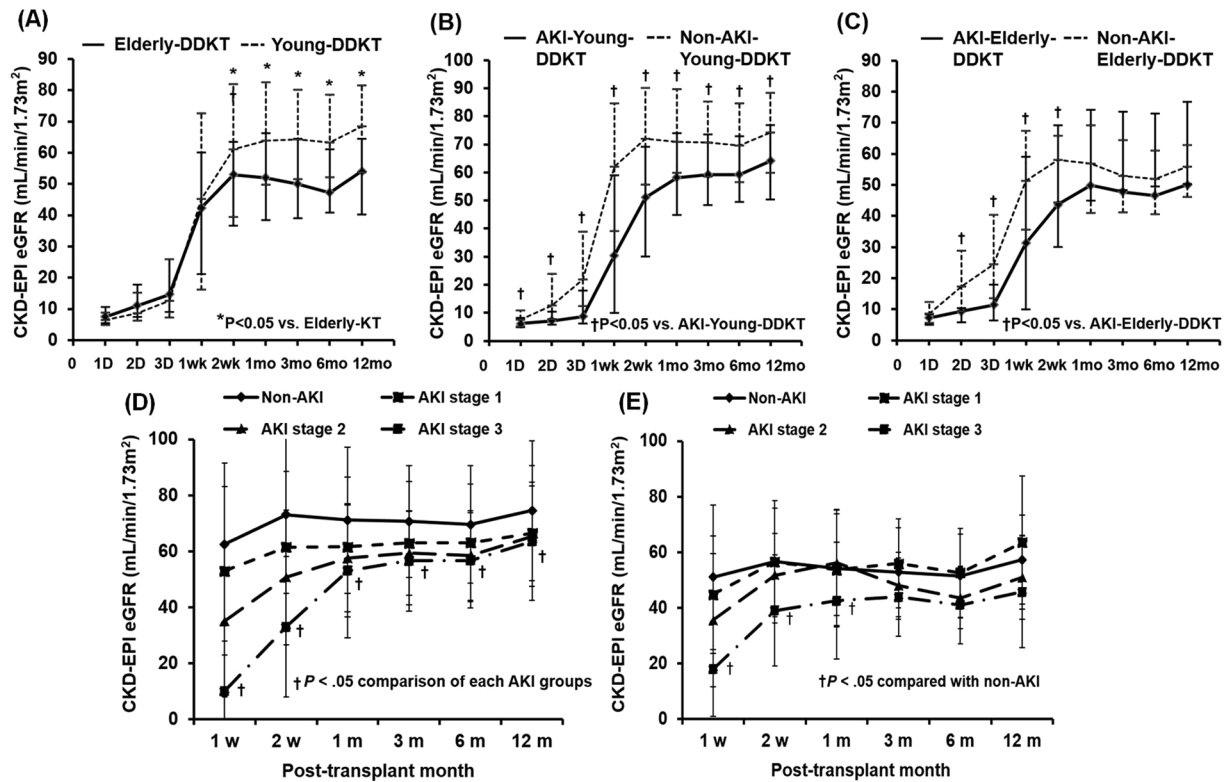 (A)
Elderly-DDKT
Young-DDKT
CKD-EPI eGFR (mL/min/1.73m²)
90
80
70
60
50
40
30
20
10
0
* * * * *
†
*P<0.05 vs. Elderly-KT
0 1D 2D 3D 1wk 2wk 1mo 3mo 6mo 12mo
(B)
AKI-Young-DDKT
Non-AKI-Young-DDKT
CKD-EPI eGFR (mL/min/1.73m²)
100
90
80
70
60
50
40
30
20
10
0
† † † † † † † † †
†P<0.05 vs. AKI-Young-DDKT
0 1D 2D 3D 1wk 2wk 1mo 3mo 6mo 12mo
(C)
AKI-Elderly-DDKT
Non-AKI-Elderly-DDKT
CKD-EPI eGFR (mL/min/1.73m²)
90
80
70
60
50
40
30
20
10
0
† † † †
†P<0.05 vs. AKI-Elderly-DDKT
0 1D 2D 3D 1wk 2wk 1mo 3mo 6mo 12mo
(D)
Non-AKI
AKI stage 1
AKI stage 2
AKI stage 3
CKD-EPI eGFR (mL/min/1.73m²)
100
80
60
40
20
0
† † † † † †
†P < .05 comparison of each AKI groups
1 w 2 w 1 m 3 m 6 m 12 m
Post-transplant month
(E)
Non-AKI
AKI stage 1
AKI stage 2
AKI stage 3
CKD-EPI eGFR (mL/min/1.73m²)
100
80
60
40
20
0
† † †
†P < .05 compared with non-AKI
1 w 2 w 1 m 3 m 6 m 12 m
Post-transplant month